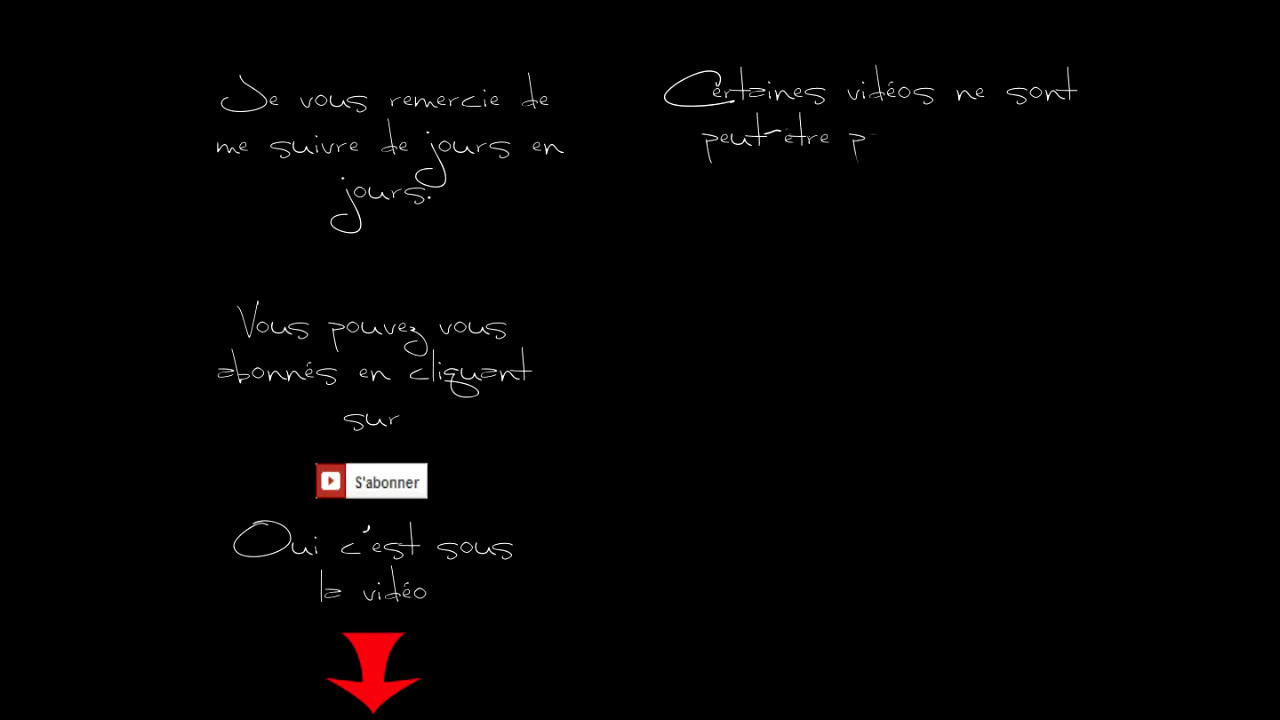 Je vous remercie de
me suivre de jours en
jours.
Vous pouvez vous
abonnés en cliquant
sur
S'abonner
Oui c'est sous
la vidéo
Certaines vidéos ne sont
peut-être p